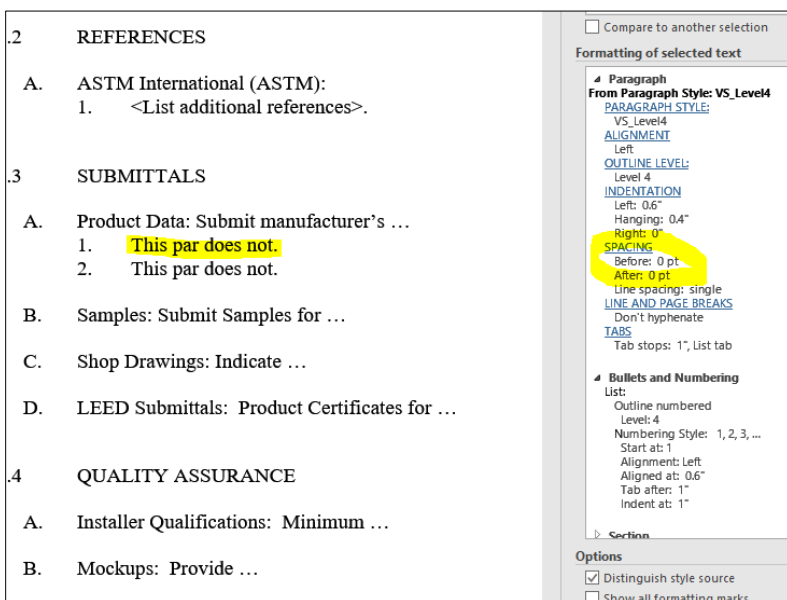 .2 REFERENCES
A. ASTM International (ASTM):
1. <List additional references>.
.3 SUBMITTALS
A. Product Data: Submit manufacturer’s …
1. This par does not.
2. This par does not.
B. Samples: Submit Samples for …
C. Shop Drawings: Indicate …
D. LEED Submittals:  Product Certificates for …
.4 QUALITY ASSURANCE
A. Installer Qualifications:  Minimum …
B. Mockups:  Provide …
Compare to another selection
Formatting of selected text
Paragraph
From Paragraph Style: VS_Level4
PARAGRAPH STYLE:
VS_Level4
ALIGNMENT
Left
OUTLINE LEVEL:
Level 4
INDENTATION
Left:  0.6"
Hanging:  0.4"
Right:  0"
SPACING
Before:  0 pt
After:  0 pt
Line spacing:  single
LINE AND PAGE BREAKS
Don't hyphenate
TABS
Tab stops:  1", List tab
Bullets and Numbering
List:
Outline numbered
Level: 4
Numbering Style:  1, 2, 3, ...
Start at: 1
Alignment: Left
Aligned at:  0.6"
Tab after:  1"
Indent at:  1"
Section
Options
Distinguish style source
Show all formatting marks